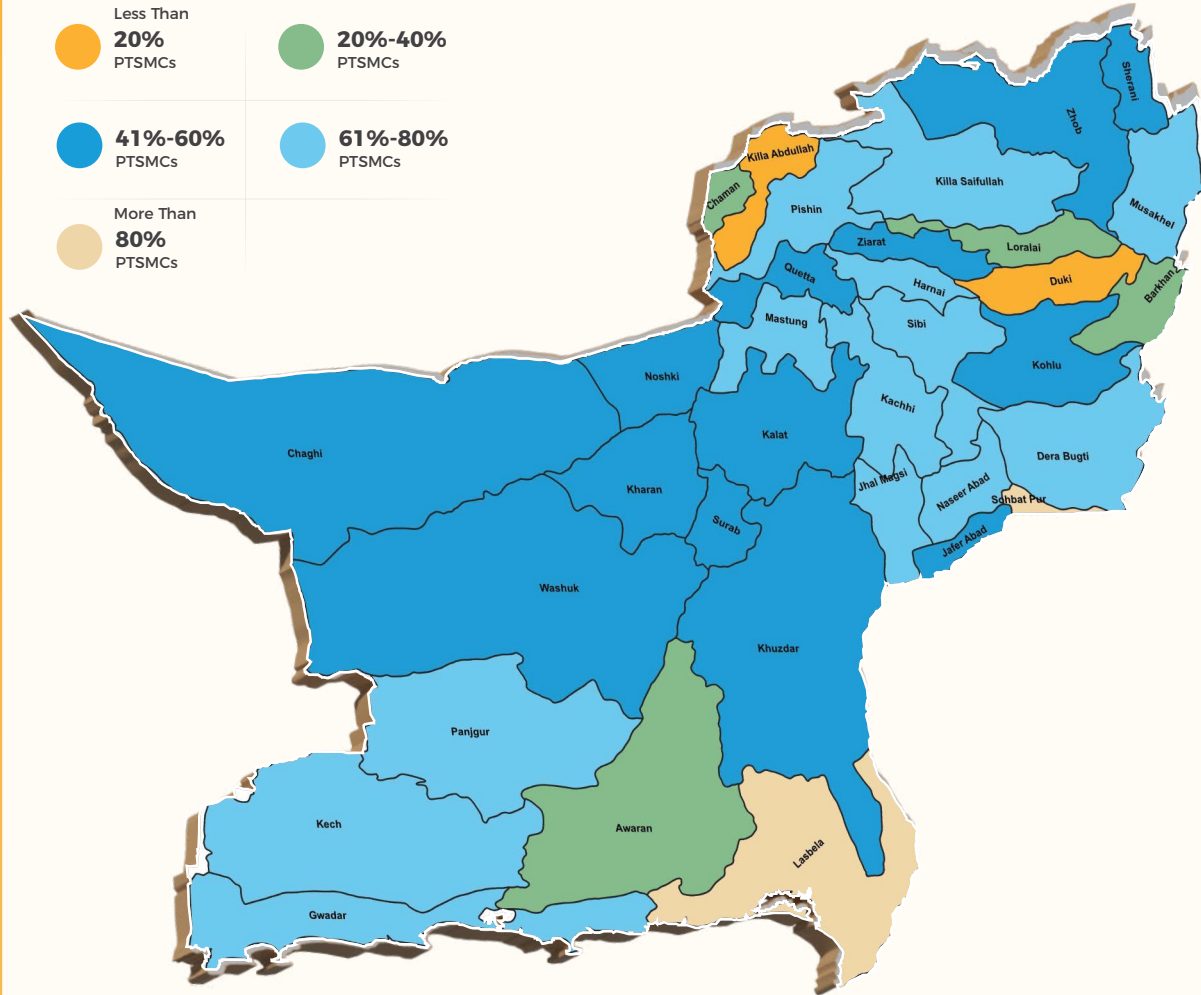 Less Than
20%
PTSMCs
20%-40%
PTSMCs
41%-60%
PTSMCs
61%-80%
PTSMCs
More Than
80%
PTSMCs
Sherani
Zhob
Killa Abdullah
Killa Saifullah
Chaman
Pishin
Musakhel
Ziarat
Loralai
Quetta
Harnai
Duki
Barkhan
Mastung
Sibi
Noshki
Kohlu
Kachhi
Kalat
Chaghi
Dera Bugti
Kharan
Jhal Magsi
Naseer Abad
Sohbat Pur
Surab
Jafer Abad
Washuk
Khuzdar
Panjgur
Kech
Awaran
Lasbela
Gwadar